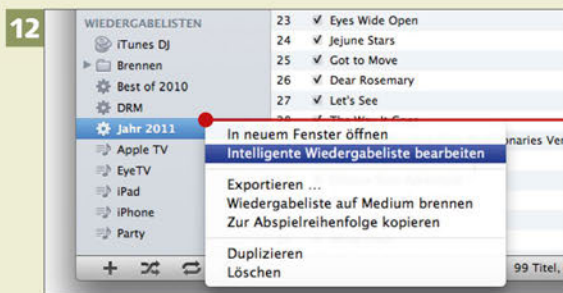 12
WIEDERGABELISTEN
iTunes DJ
Brennen
Best of 2010
DRM
Jahr 2011
Apple TV
EyeTV
iPad
iPhone
Party
23 Eyes Wide Open
24 Jejune Stars
25 Got to Move
26 Dear Rosemary
27 Let's See
28
In neuem Fenster öffnen
Intelligente Wiedergabeliste bearbeiten
Exportieren ...
Wiedergabeliste auf Medium brennen
Zur Abspielreihenfolge kopieren
Duplizieren
Löschen
99 Titel,